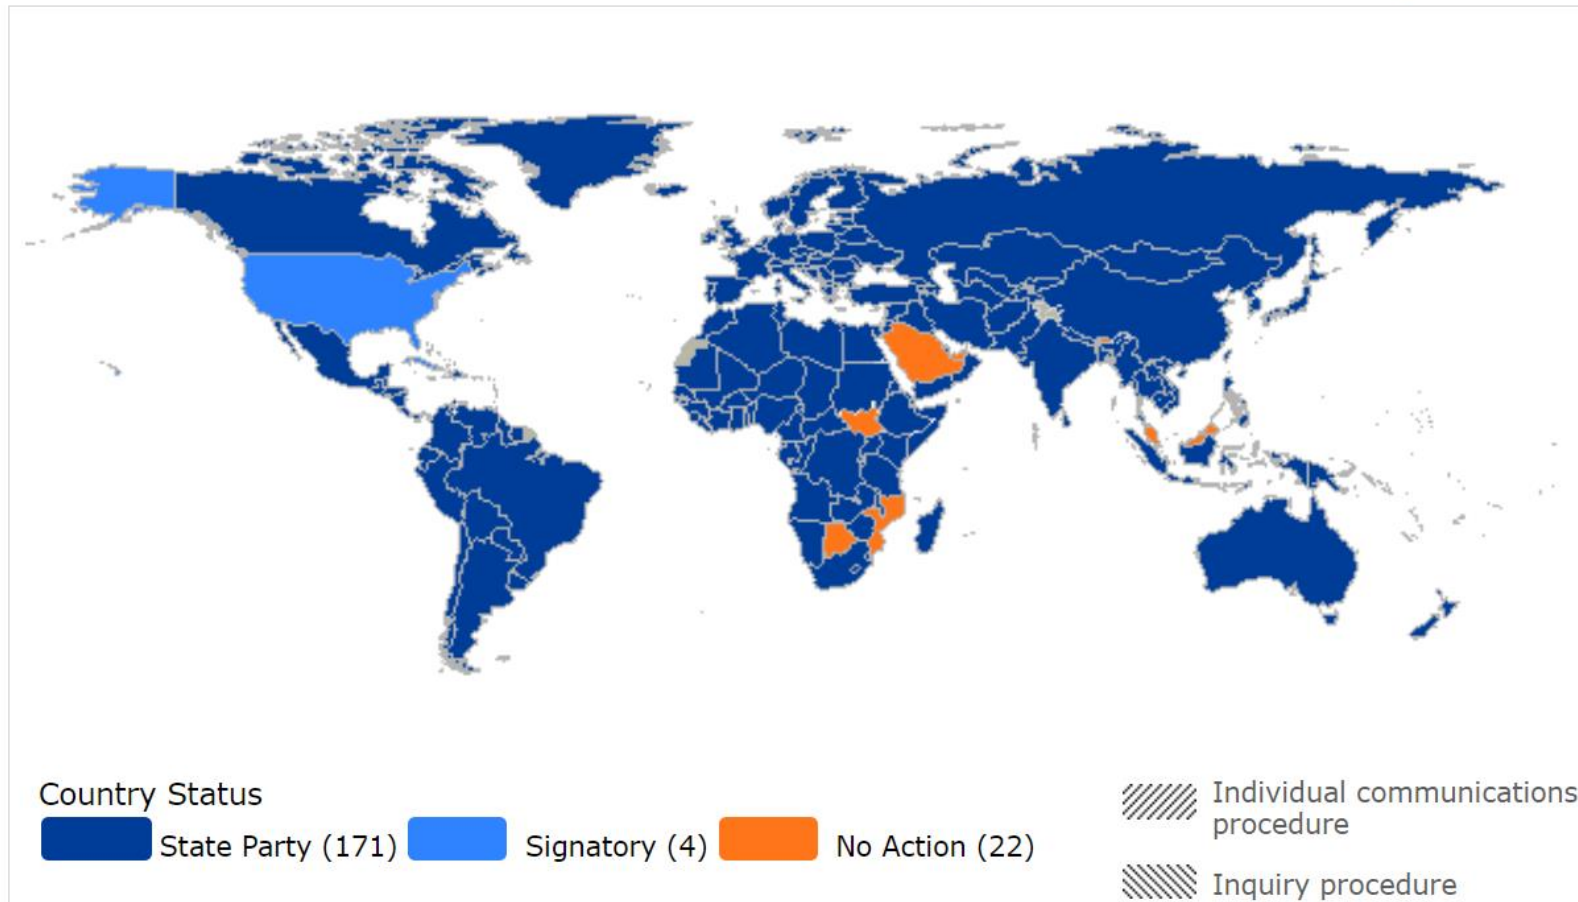 Country Status
State Party (171)
Signatory (4)
No Action (22)
Individual communications
procedure
Inquiry procedure